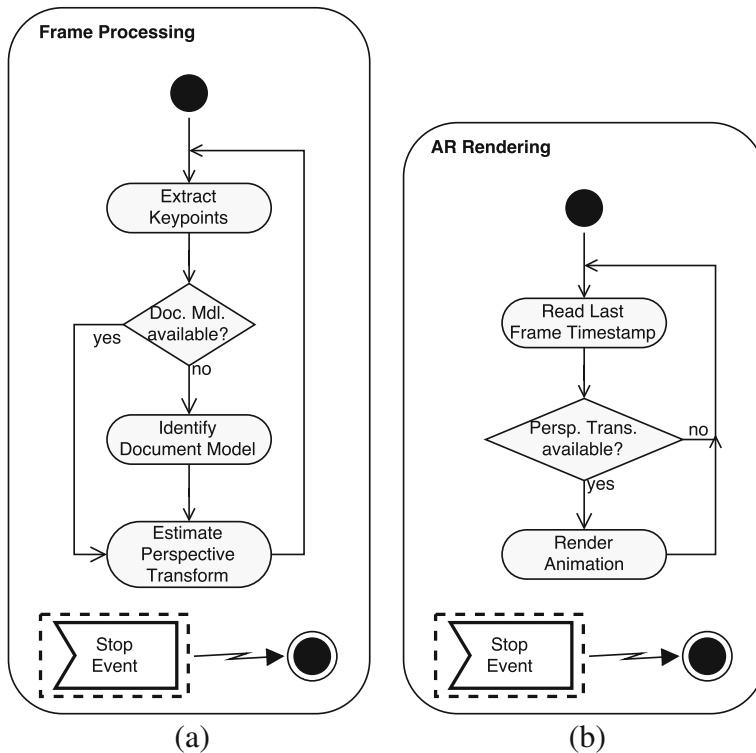 Frame Processing
Extract
Keypoints
Doc. Mdl.
available?
yes
no
Identify
Document Model
Estimate
Perspective
Transform
Stop
Event
(a)
AR Rendering
Read Last
Frame Timestamp
Persp. Trans.
available?
no
yes
Render
Animation
Stop
Event
(b)